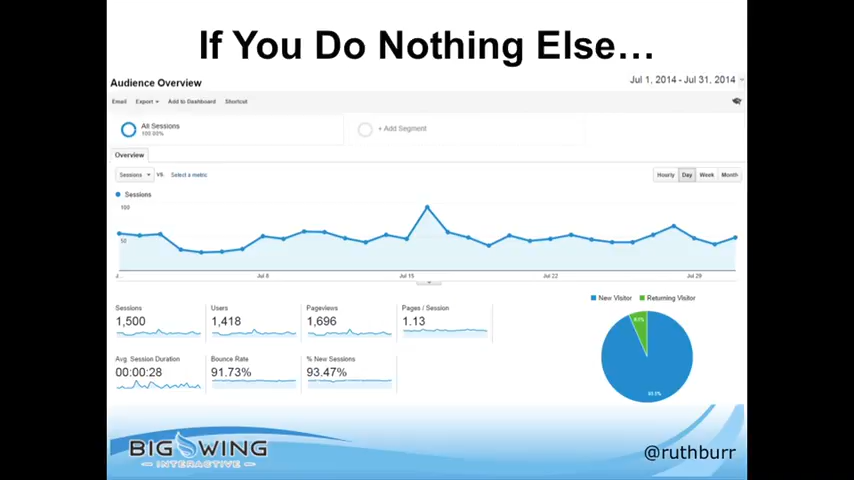 If You Do Nothing Else…
Audience Overview
Jul 1, 2014 - Jul 31, 2014
Email Export Add to Dashboard Shortcut
All Sessions
100.00%
+ Add Segment
Overview
Sessions VS. Select a metric
Hourly Day Week Month
Sessions
100
50
J...
Jul 8
Jul 15
Jul 22
Jul 29
New Visitor Returning Visitor
Sessions
1,500
Users
1,418
Pageviews
1,696
Pages / Session
1.13
Avg. Session Duration
00:00:28
Bounce Rate
91.73%
% New Sessions
93.47%
BIG WING
INTERACTIVE
@ruthburr